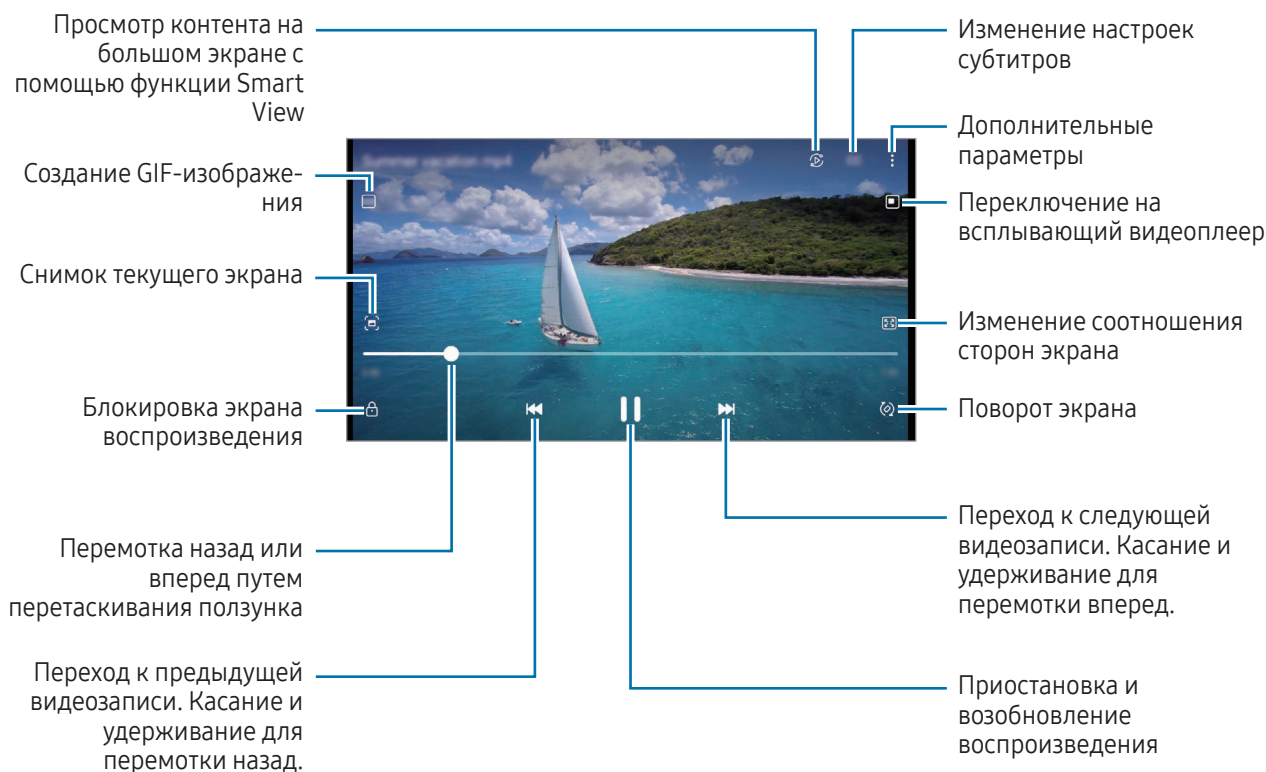 Просмотр контента на
большом экране с
помощью функции Smart
View
Создание GIF-изображе-
ния
Снимок текущего экрана
Блокировка экрана
воспроизведения
Перемотка назад или
вперед путем
перетаскивания ползунка
Переход к предыдущей
видеозаписи. Касание и
удерживание для
перемотки назад.
Summer vacation.mp4
Изменение настроек
субтитров
Дополнительные
параметры
Переключение на
всплывающий видеоплеер
Изменение соотношения
сторон экрана
Поворот экрана
Переход к следующей
видеозаписи. Касание и
удерживание для
перемотки вперед.
Приостановка и
возобновление
воспроизведения